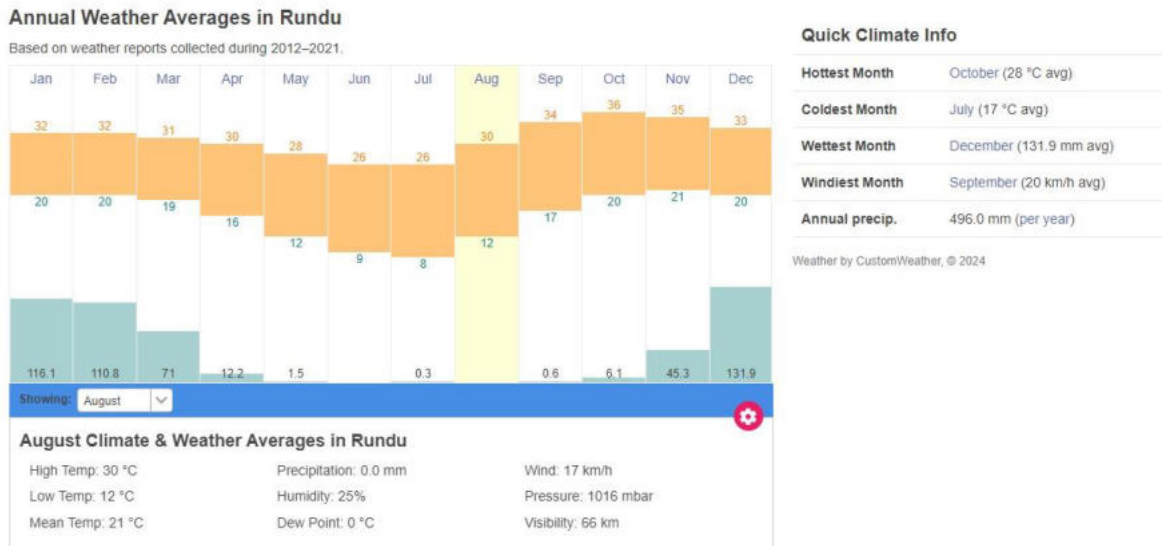 Annual Weather Averages in Rundu
Based on weather reports collected during 2012–2021.
Jan Feb Mar Apr May Jun Jul Aug Sep Oct Nov Dec
32 32 31 30 28 26 26 30 34 36 35 33
20 20 19 16 12 9 8 12 17 20 21 20
116.1 110.8 71 12.2 1.5 0.3 0.6 6.1 45.3 131.9
Showing: August
August Climate & Weather Averages in Rundu
High Temp: 30 °C Precipitation: 0.0 mm Wind: 17 km/h
Low Temp: 12 °C Humidity: 25% Pressure: 1016 mbar
Mean Temp: 21 °C Dew Point: 0 °C Visibility: 66 km
Quick Climate Info
Hottest Month October (28 °C avg)
Coldest Month July (17 °C avg)
Wettest Month December (131.9 mm avg)
Windiest Month September (20 km/h avg)
Annual precip. 496.0 mm (per year)
Weather by CustomWeather, © 2024